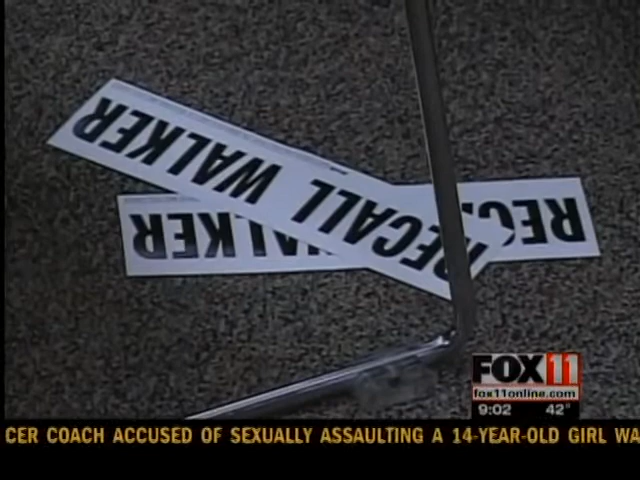 RECALL WALKER
REC
WALKER
FOX 11
fox11online.com
9:02 42°
CER COACH ACCUSED OF SEXUALLY ASSAULTING A 14-YEAR-OLD GIRL WA